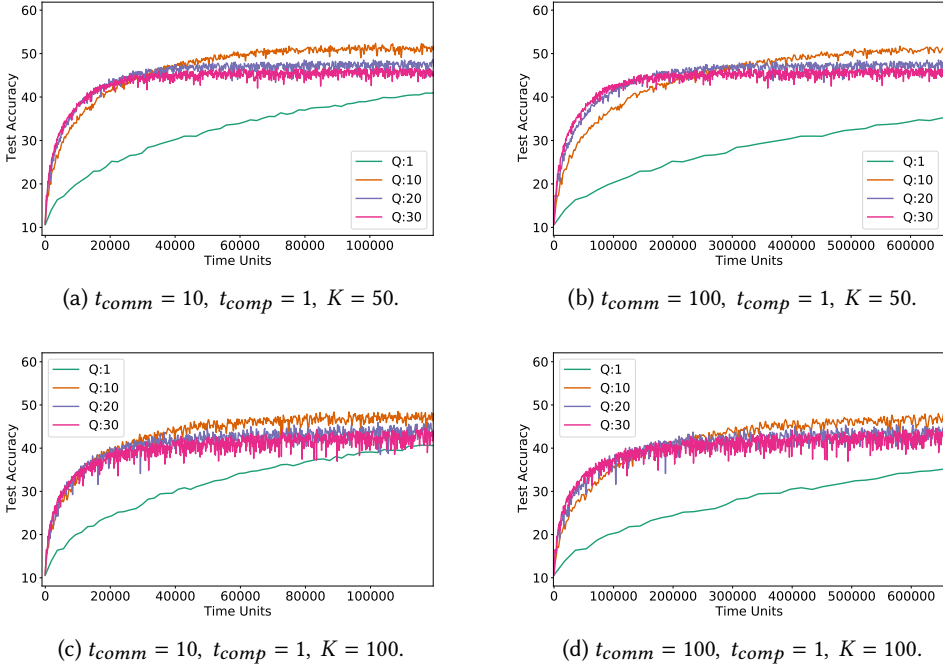 60
50
40
30
20
10
Test Accuracy
Q:1
Q:10
Q:20
Q:30
0 20000 40000 60000 80000 100000
Time Units
(a) t_comm = 10, t_comp = 1, K = 50.
60
50
40
30
20
10
Test Accuracy
Q:1
Q:10
Q:20
Q:30
0 100000 200000 300000 400000 500000 600000
Time Units
(b) t_comm = 100, t_comp = 1, K = 50.
60
50
40
30
20
10
Test Accuracy
Q:1
Q:10
Q:20
Q:30
0 20000 40000 60000 80000 100000
Time Units
(c) t_comm = 10, t_comp = 1, K = 100.
60
50
40
30
20
10
Test Accuracy
Q:1
Q:10
Q:20
Q:30
0 100000 200000 300000 400000 500000 600000
Time Units
(d) t_comm = 100, t_comp = 1, K = 100.